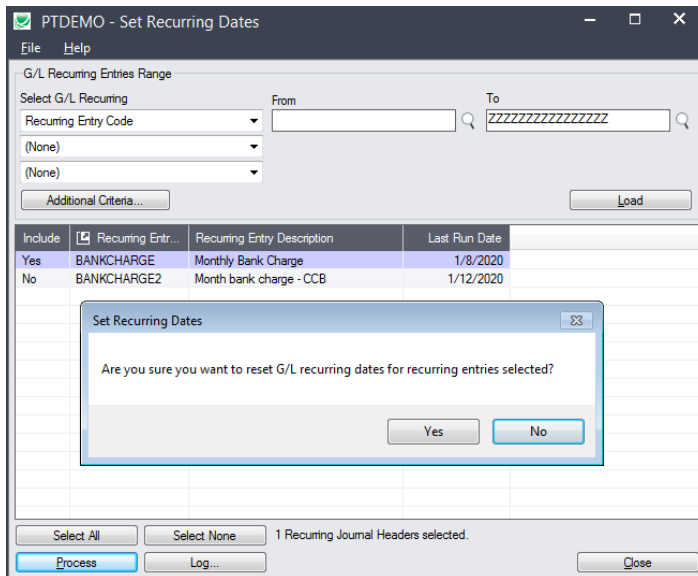 PTDEMO - Set Recurring Dates
File Help
G/L Recurring Entries Range
Select G/L Recurring From To
Recurring Entry Code ZZZZZZZZZZZZZZZZ
(None)
(None)
Additional Criteria... Load
Include Recurring Entr... Recurring Entry Description Last Run Date
Yes BANKCHARGE Monthly Bank Charge 1/8/2020
No BANKCHARGE2 Month bank charge - CCB 1/12/2020
Set Recurring Dates
Are you sure you want to reset G/L recurring dates for recurring entries selected?
Yes No
Select All Select None 1 Recurring Journal Headers selected.
Process Log... Close